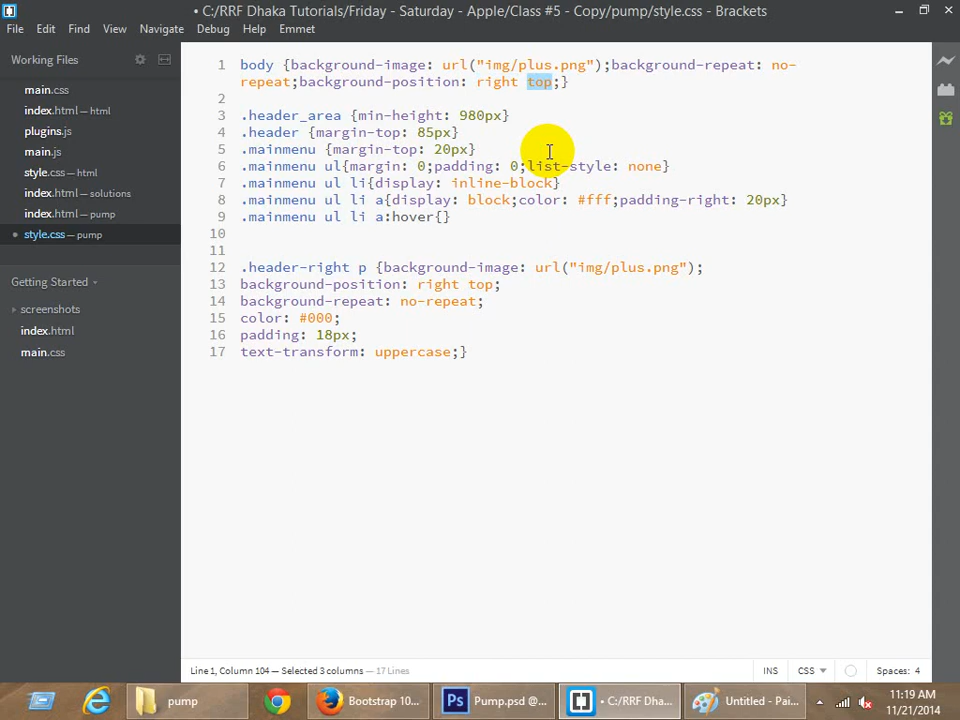 • C:/RRF Dhaka Tutorials/Friday - Saturday - Apple/Class #5 - Copy/pump/style.css - Brackets
File Edit Find View Navigate Debug Help Emmet
Working Files
main.css
index.html — html
plugins.js
main.js
style.css — html
index.html — solutions
index.html — pump
• style.css — pump
Getting Started
screenshots
index.html
main.css
1 body {background-image: url("img/plus.png");background-repeat: no-
repeat;background-position: right top;}
2
3 .header_area {min-height: 980px}
4 .header {margin-top: 85px}
5 .mainmenu {margin-top: 20px}
6 .mainmenu ul{margin: 0;padding: 0;list-style: none}
7 .mainmenu ul li{display: inline-block}
8 .mainmenu ul li a{display: block;color: #fff;padding-right: 20px}
9 .mainmenu ul li a:hover{}
10
11
12 .header-right p {background-image: url("img/plus.png");
13 background-position: right top;
14 background-repeat: no-repeat;
15 color: #000;
16 padding: 18px;
17 text-transform: uppercase;}
Line 1, Column 104 — Selected 3 columns — 17 Lines
INS CSS Spaces: 4
pump
Bootstrap 10...
Pump.psd @...
• C:/RRF Dha...
Untitled - Pai...
11:19 AM
11/21/2014